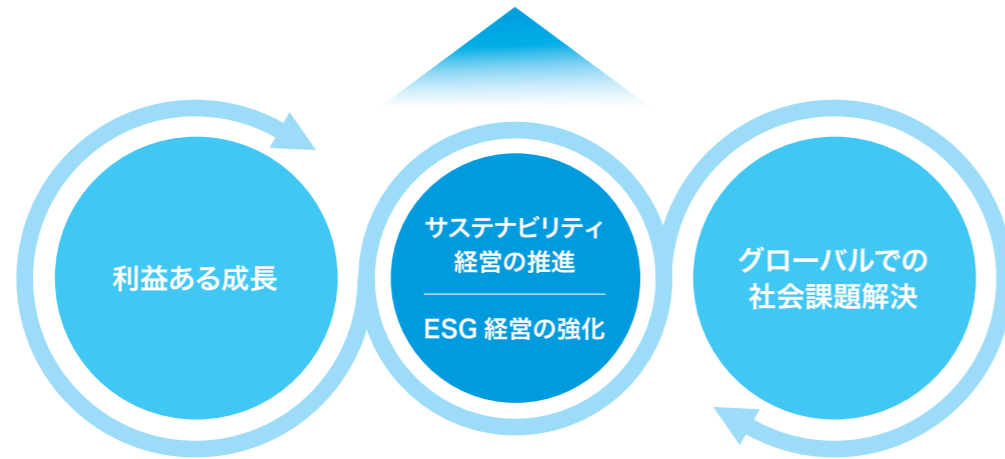 利益ある成長
サステナビリティ
経営の推進
ESG 経営の強化
グローバルでの
社会課題解決